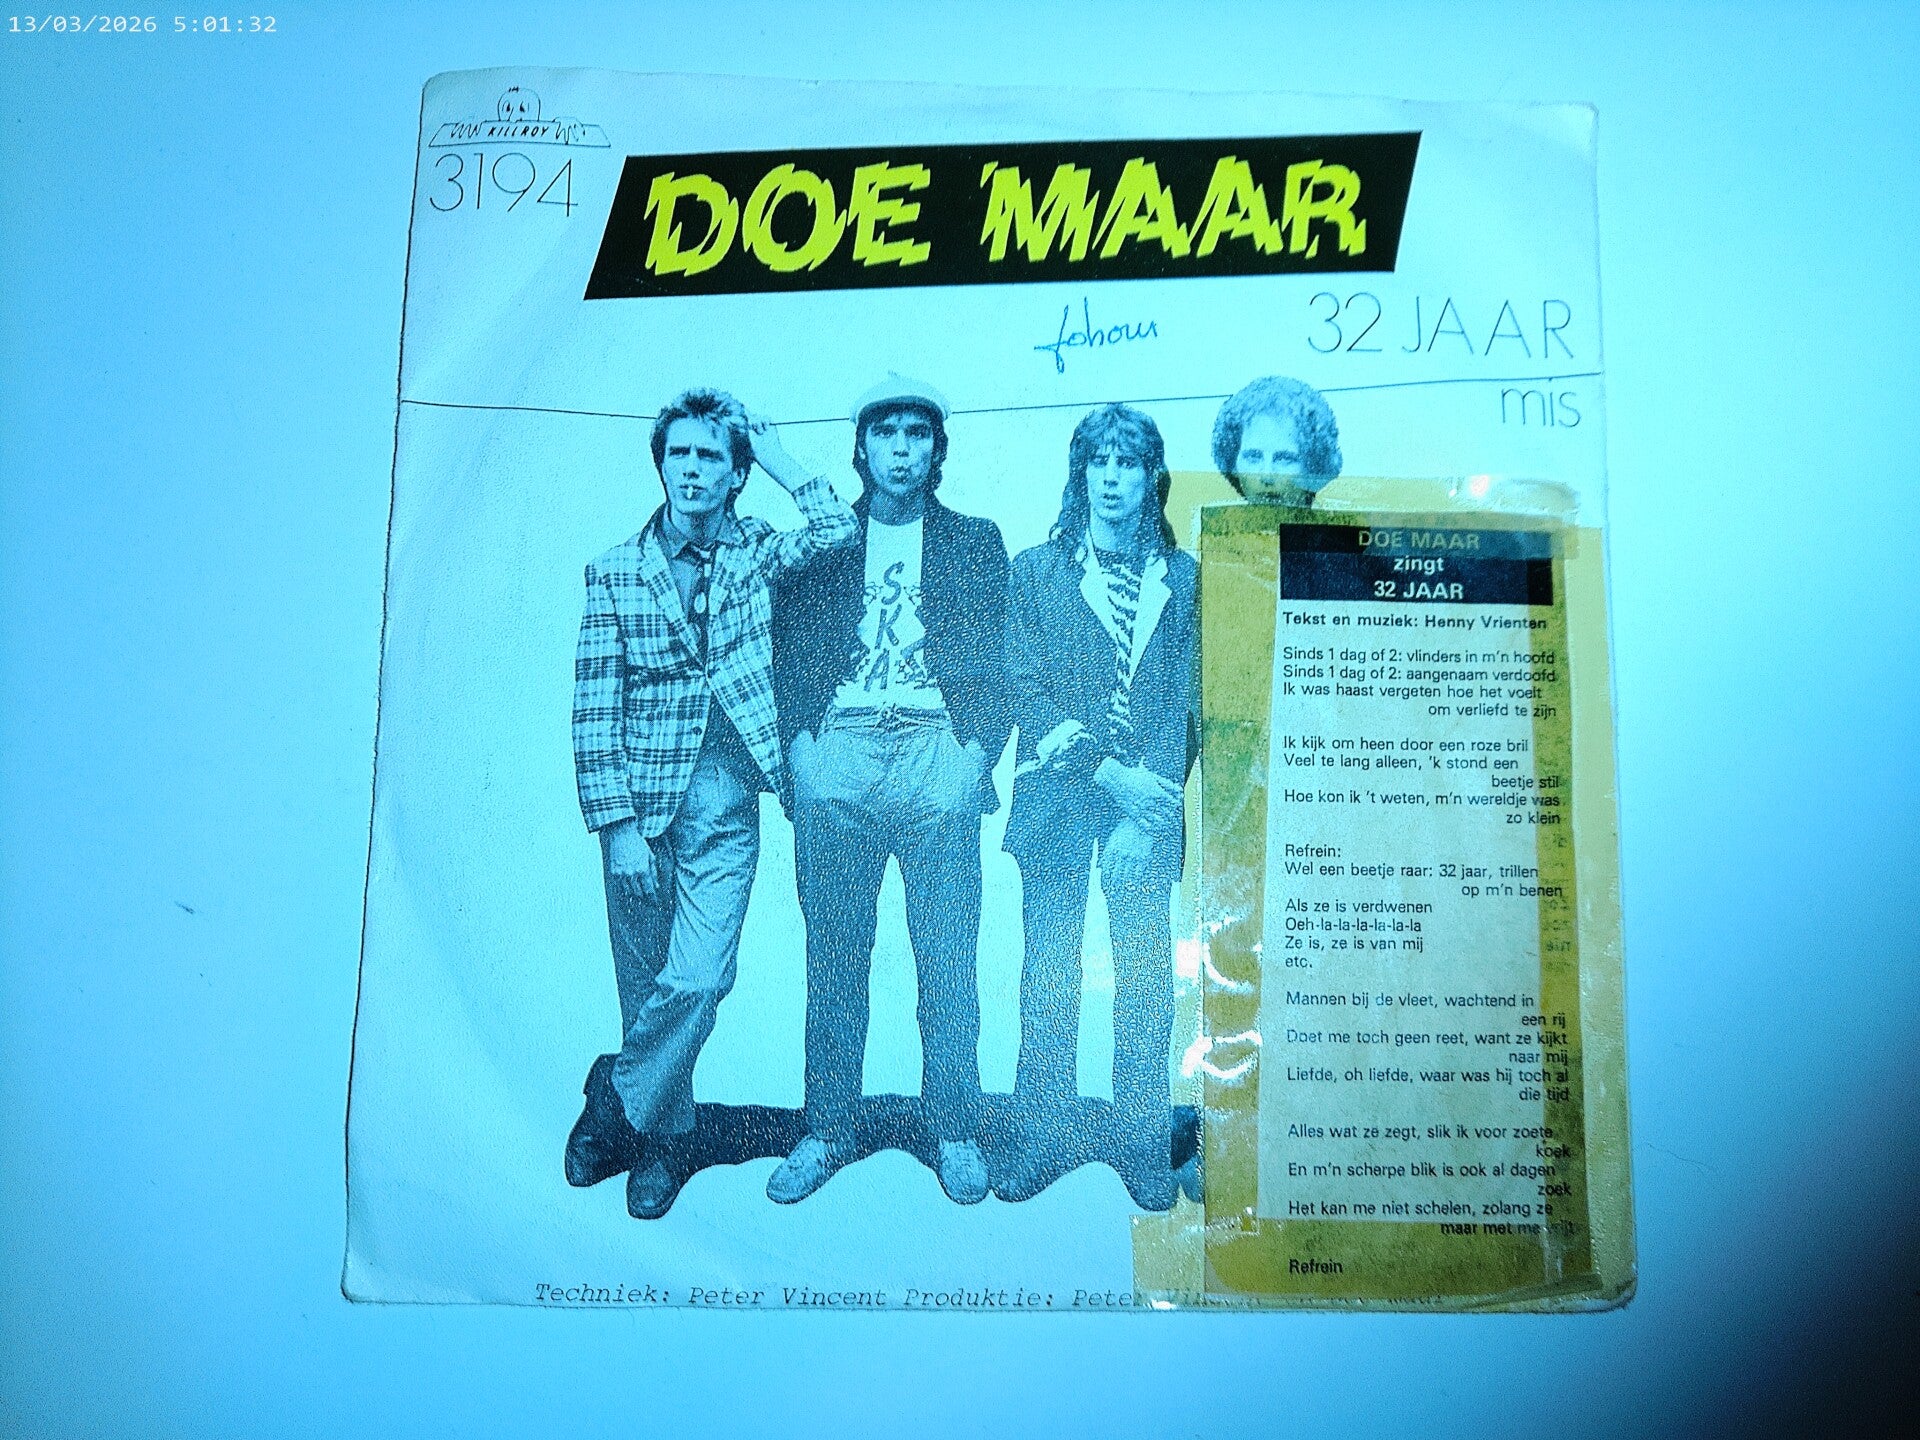 13/03/2026 5:01:32
KILLROY
3194
DOE MAAR
32 JAAR
mis
SKA
DOE MAAR
zingt
32 JAAR
Tekst en muziek: Henny Vrienten
Sinds 1 dag of 2: vlinders in m'n hoofd
Sinds 1 dag of 2: aangenaam verdoofd
Ik was haast vergeten hoe het voelt
om verliefd te zijn
Ik kijk om heen door een roze bril
Veel te lang alleen, 'k stond een
beetje stil
Hoe kon ik 't weten, m'n wereldje was
zo klein
Refrein:
Wel een beetje raar: 32 jaar, trillen
op m'n benen
Als ze is verdwenen
Oeh-la-la-la-la-la-la
Ze is, ze is van mij
etc.
Mannen bij de vleet, wachtend in
een rij
Doet me toch geen reet, want ze kijkt
naar mij
Liefde, oh liefde, waar was hij toch al
die tijd
Alles wat ze zegt, slik ik voor zoete
koek
En m'n scherpe blik is ook al dagen
zoek
Het kan me niet schelen, zolang ze
maar met me
Refrein
Techniek: Peter Vincent Produktie: Peter